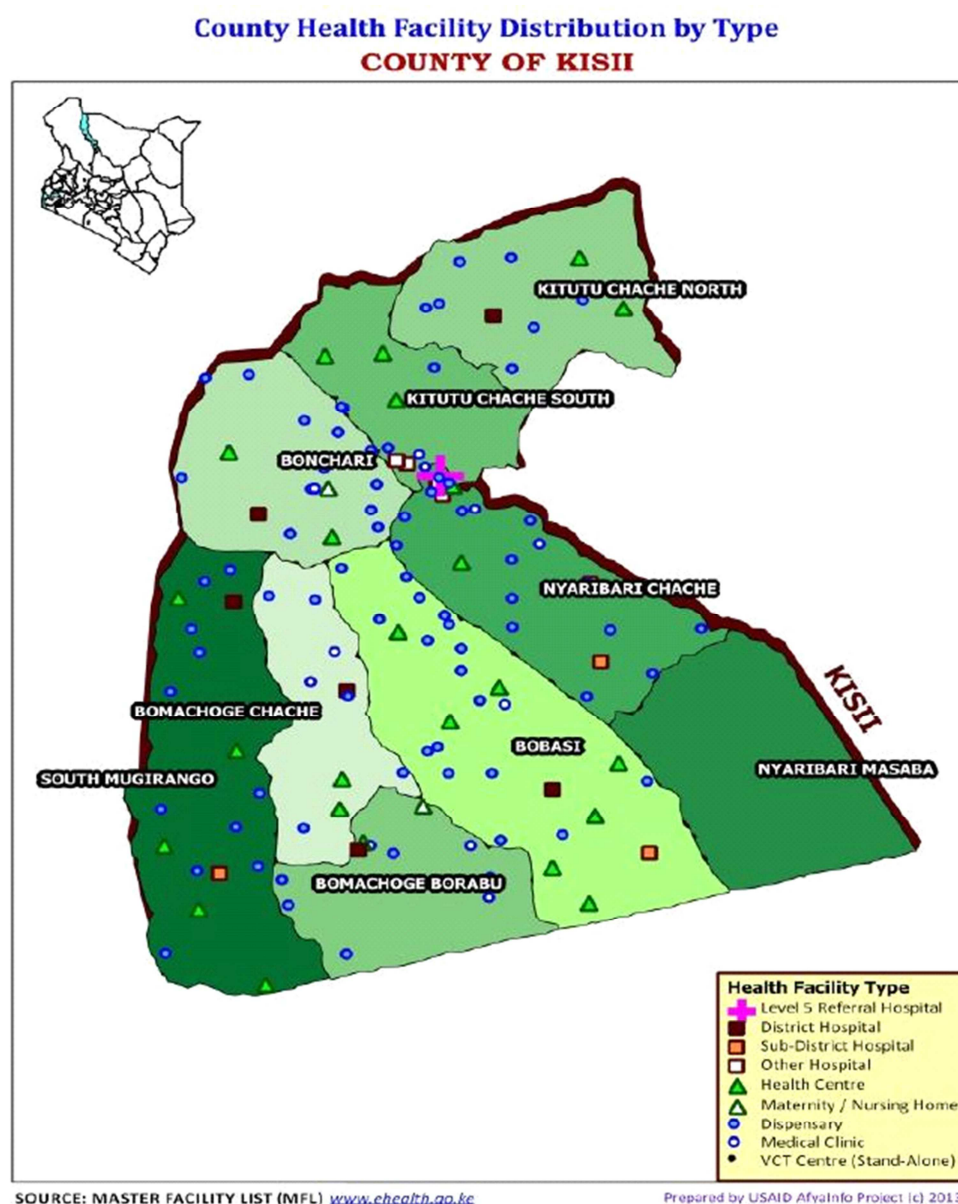 County Health Facility Distribution by Type
COUNTY OF KISII
KITUTU CHACHE NORTH
KITUTU CHACHE SOUTH
BONCHARI
NYARIBARI CHACHE
KISII
BOMACHOGE CHACHE
BOBASI
NYARIBARI MASABA
SOUTH MUGIRANGO
BOMACHOGE BORABU
Health Facility Type
Level 5 Referral Hospital
District Hospital
Sub-District Hospital
Other Hospital
Health Centre
Maternity / Nursing Home
Dispensary
Medical Clinic
VCT Centre (Stand-Alone)
SOURCE: MASTER FACILITY LIST (MFL) www.ehealth.go.ke
Prepared by USAID AfyaInfo Project (c) 2013